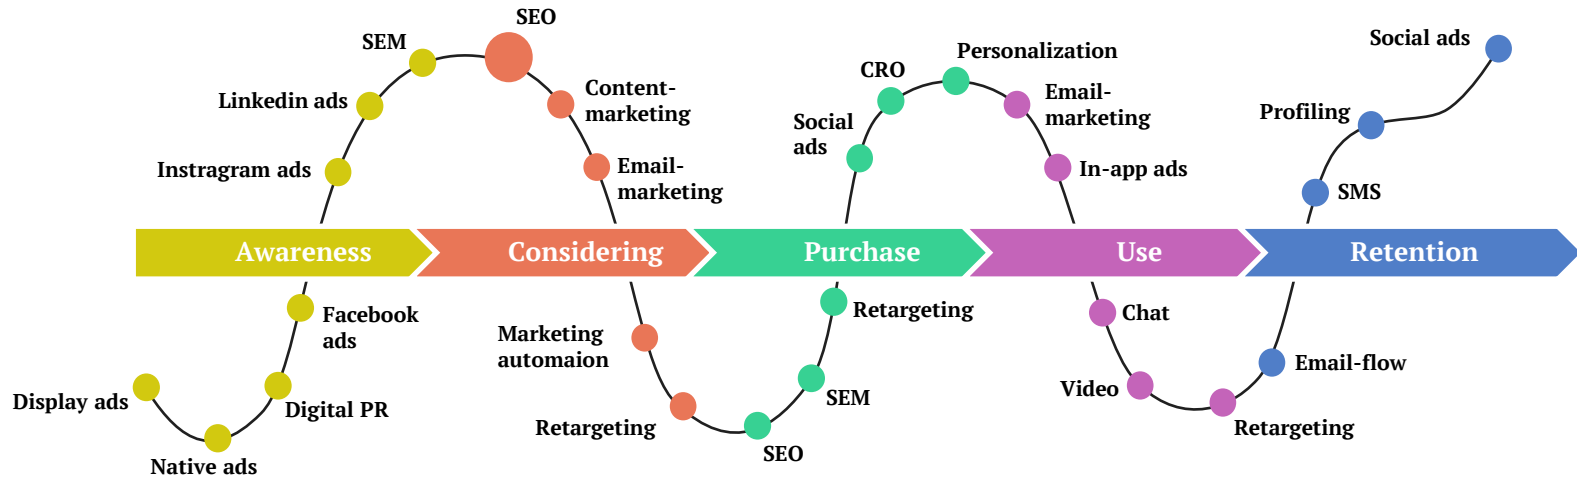 SEO
SEM
Linkedin ads
Instragram ads
Content-
marketing
Email-
marketing
CRO
Personalization
Social
ads
Email-
marketing
In-app ads
Social ads
Profiling
SMS
Awareness
Considering
Purchase
Use
Retention
Facebook
ads
Display ads
Digital PR
Native ads
Marketing
automaion
Retargeting
Retargeting
SEM
SEO
Chat
Video
Email-flow
Retargeting